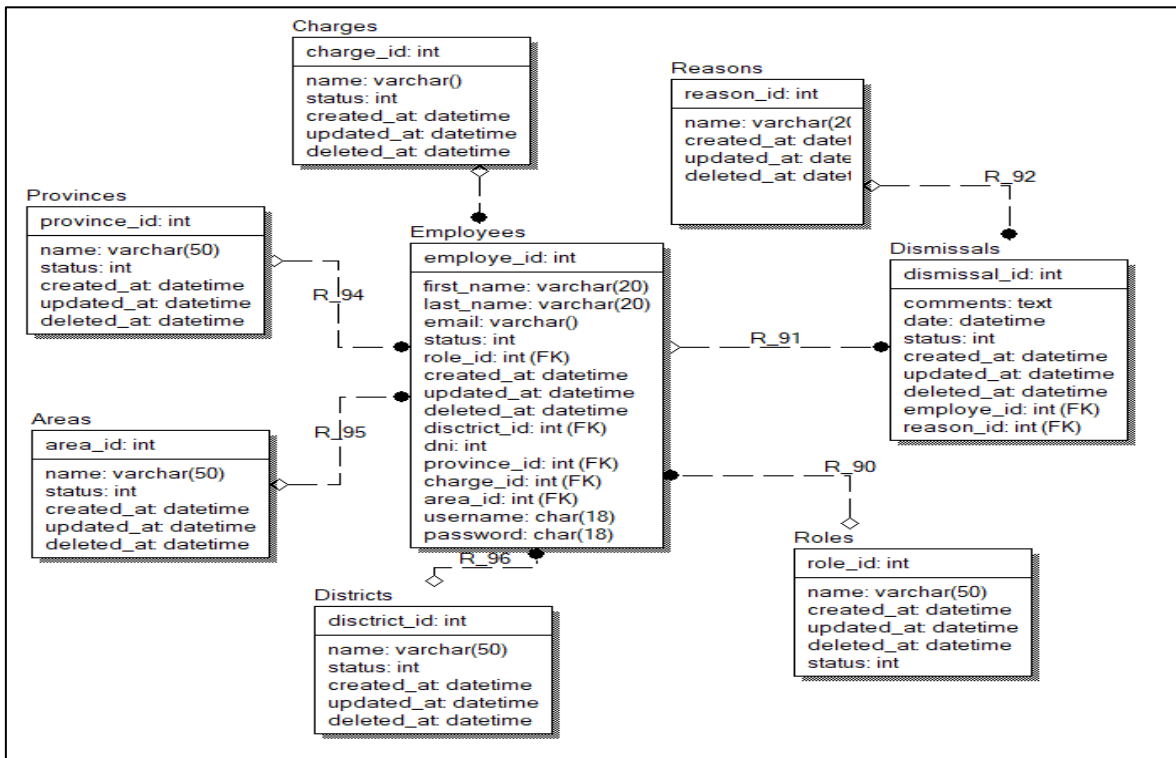 Charges
charge_id: int
name: varchar()
status: int
created_at: datetime
updated_at: datetime
deleted_at: datetime
Reasons
reason_id: int
name: varchar(20
created_at: datet
updated_at: date
deleted_at: datet
R_92
Provinces
province_id: int
name: varchar(50)
status: int
created_at: datetime
updated_at: datetime
deleted_at: datetime
R_94
Employees
employe_id: int
first_name: varchar(20)
last_name: varchar(20)
email: varchar()
status: int
role_id: int (FK)
created_at: datetime
updated_at: datetime
deleted_at: datetime
disctrict_id: int (FK)
dni: int
province_id: int (FK)
charge_id: int (FK)
area_id: int (FK)
username: char(18)
password: char(18)
R_91
Dismissals
dismissal_id: int
comments: text
date: datetime
status: int
created_at: datetime
updated_at: datetime
deleted_at: datetime
employe_id: int (FK)
reason_id: int (FK)
Areas
area_id: int
name: varchar(50)
status: int
created_at: datetime
updated_at: datetime
deleted_at: datetime
R_95
R_90
R_96
Districts
disctrict_id: int
name: varchar(50)
status: int
created_at: datetime
updated_at: datetime
deleted_at: datetime
Roles
role_id: int
name: varchar(50)
created_at: datetime
updated_at: datetime
deleted_at: datetime
status: int